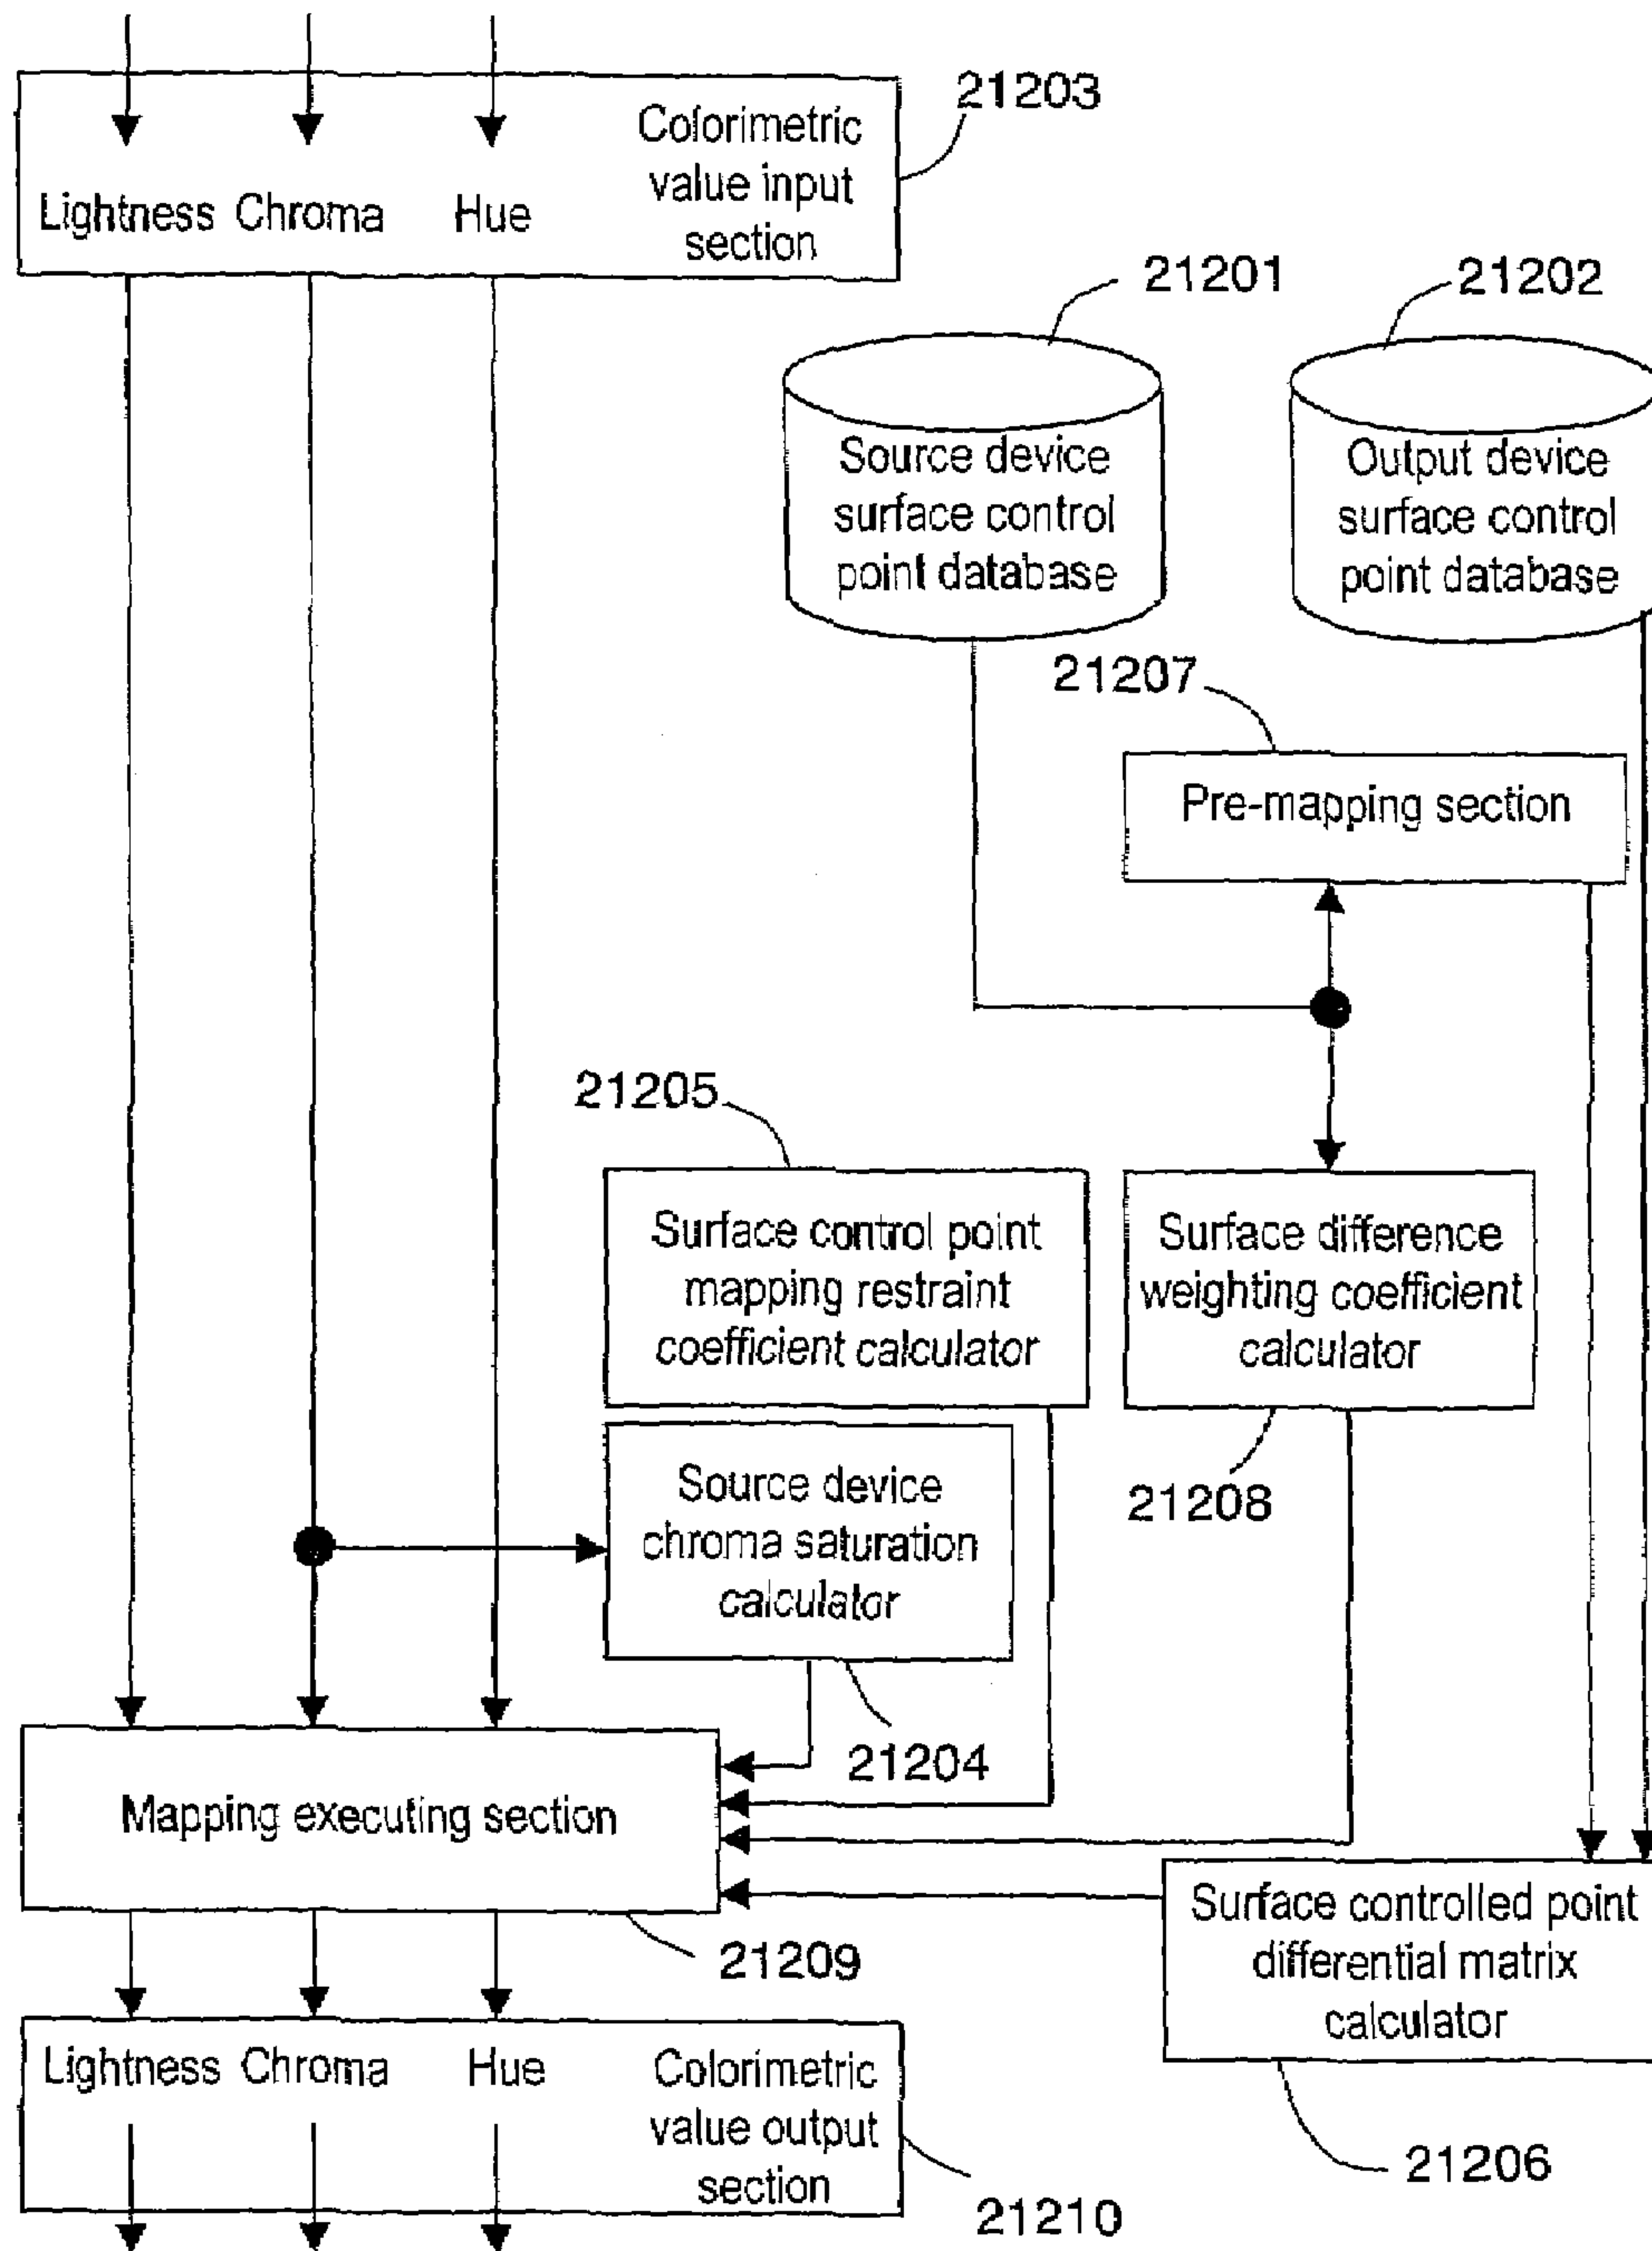 21203
Colorimetric
value input
section
Lightness Chroma Hue
21201
21202
Source device
surface control
point database
Output device
surface control
point database
21207
Pre-mapping section
21205
Surface control point
mapping restraint
coefficient calculator
Surface difference
weighting coefficient
calculator
21208
Source device
chroma saturation
calculator
21204
Mapping executing section
21209
Surface controlled point
differential matrix
calculator
21206
Lightness Chroma Hue
Colorimetric
value output
section
21210